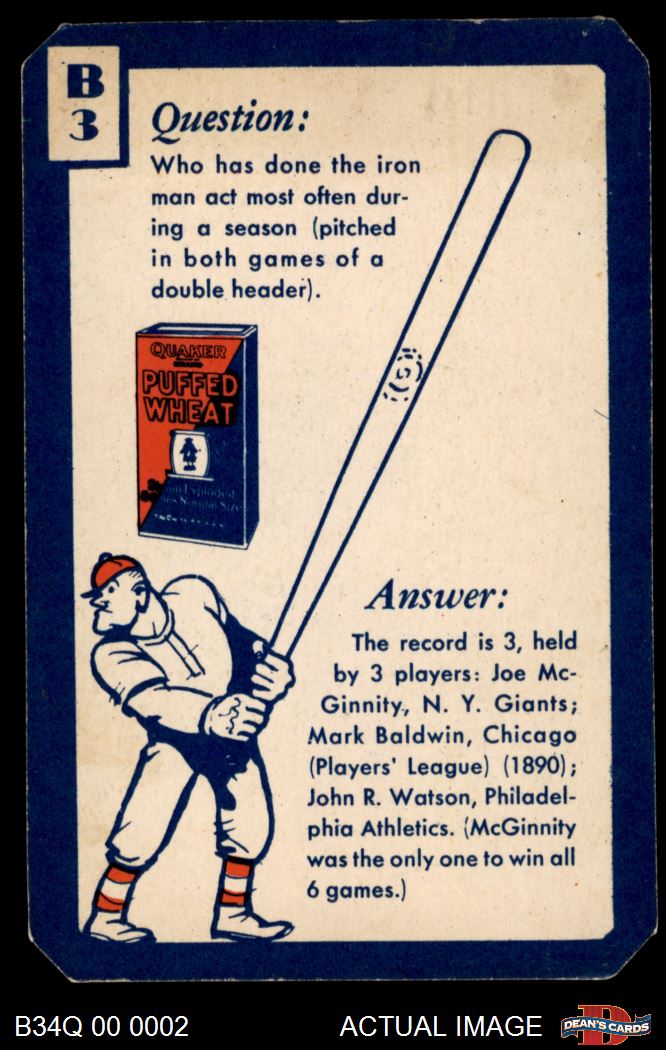 B
3
Question:
Who has done the iron
man act most often dur-
ing a season (pitched
in both games of a
double header).
QUAKER
PUFFED
WHEAT
Answer:
The record is 3, held
by 3 players: Joe Mc-
Ginnity, N. Y. Giants;
Mark Baldwin, Chicago
(Players' League) (1890);
John R. Watson, Philadel-
phia Athletics. (McGinnity
was the only one to win all
6 games.)
B34Q 00 0002
ACTUAL IMAGE
DEAN'S CARDS